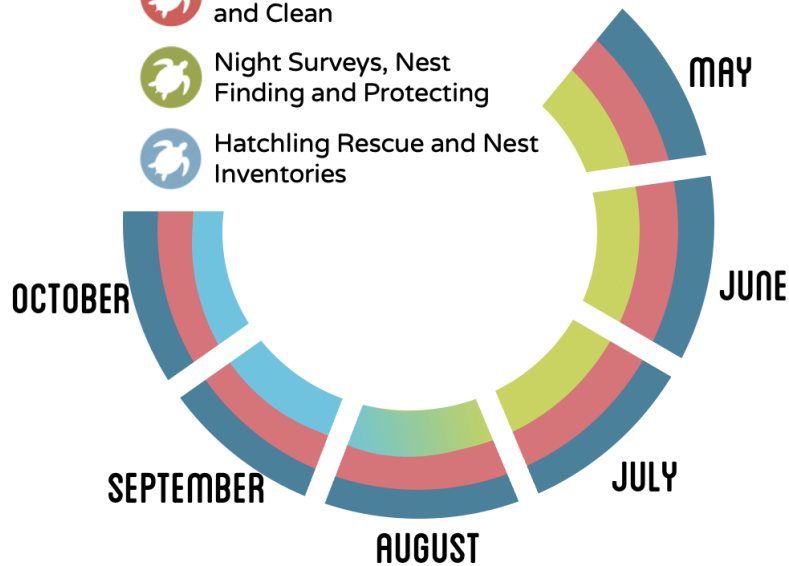 and Clean
Night Surveys, Nest
Finding and Protecting
Hatchling Rescue and Nest
Inventories
MAY
JUNE
JULY
AUGUST
SEPTEMBER
OCTOBER